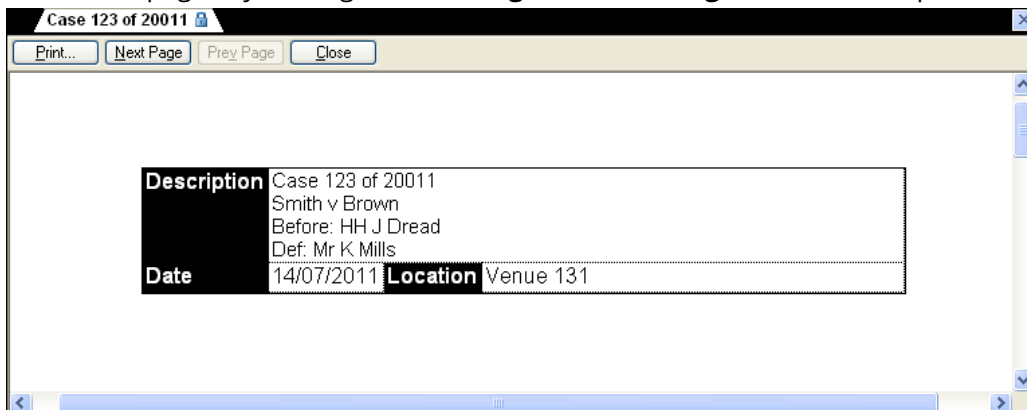 Case 123 of 20011
Print... Next Page Prev Page Close
Description Case 123 of 20011
Smith v Brown
Before: HH J Dread
Def: Mr K Mills
Date 14/07/2011 Location Venue 131